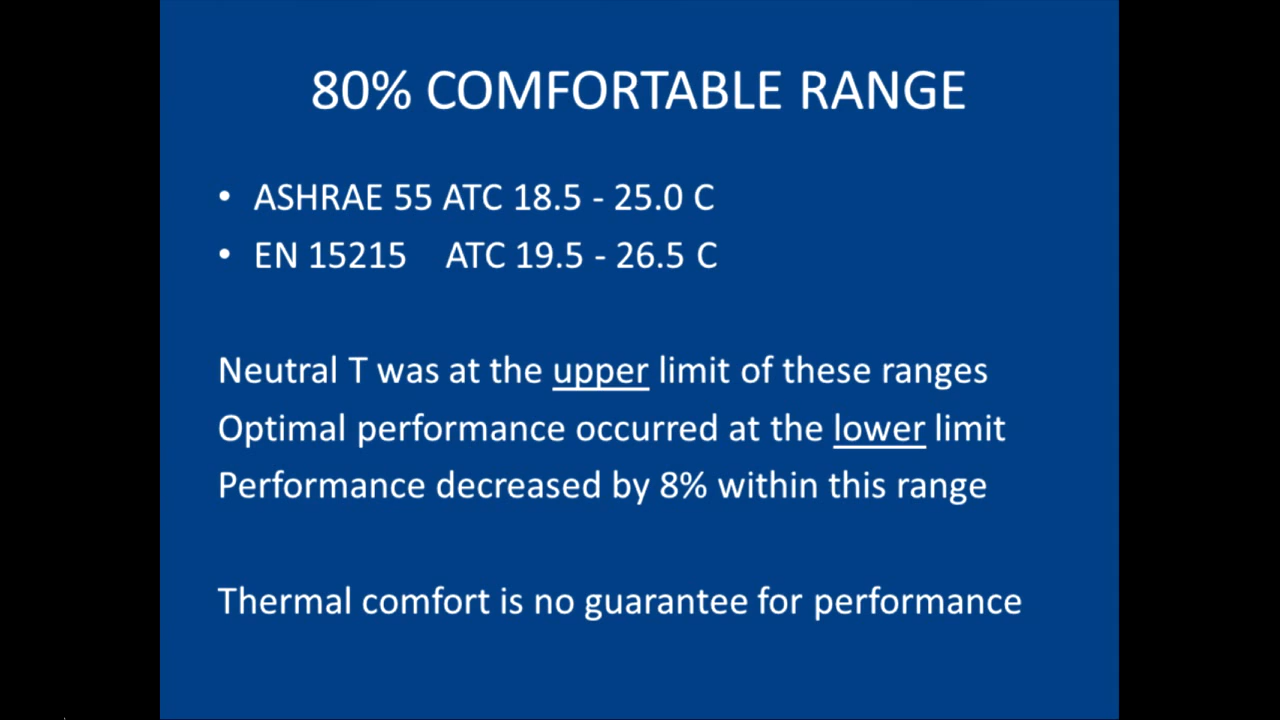 80% COMFORTABLE RANGE
• ASHRAE 55 ATC 18.5 - 25.0 C
• EN 15215 ATC 19.5 - 26.5 C
Neutral T was at the upper limit of these ranges
Optimal performance occurred at the lower limit
Performance decreased by 8% within this range
Thermal comfort is no guarantee for performance